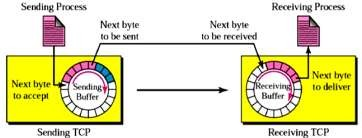 Sending Process
Receiving Process
Next byte
to be sent
Next byte
to be received
Next byte
to accept
Sending
Buffer
Receiving
Buffer
Next byte
to deliver
Sending TCP
Receiving TCP